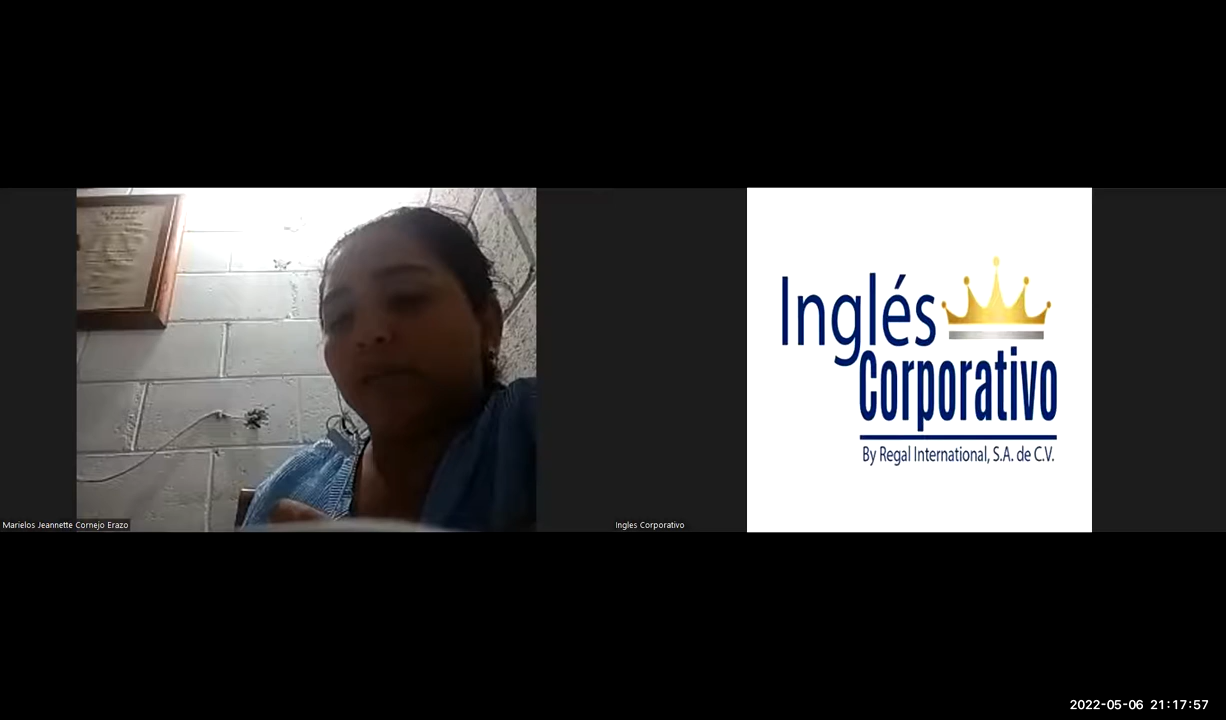 Marielos Jeannette Cornejo Erazo
Inglés
Corporativo
By Regal International, S.A. de C.V.
Ingles Corporativo
2022-05-06 21:17:57